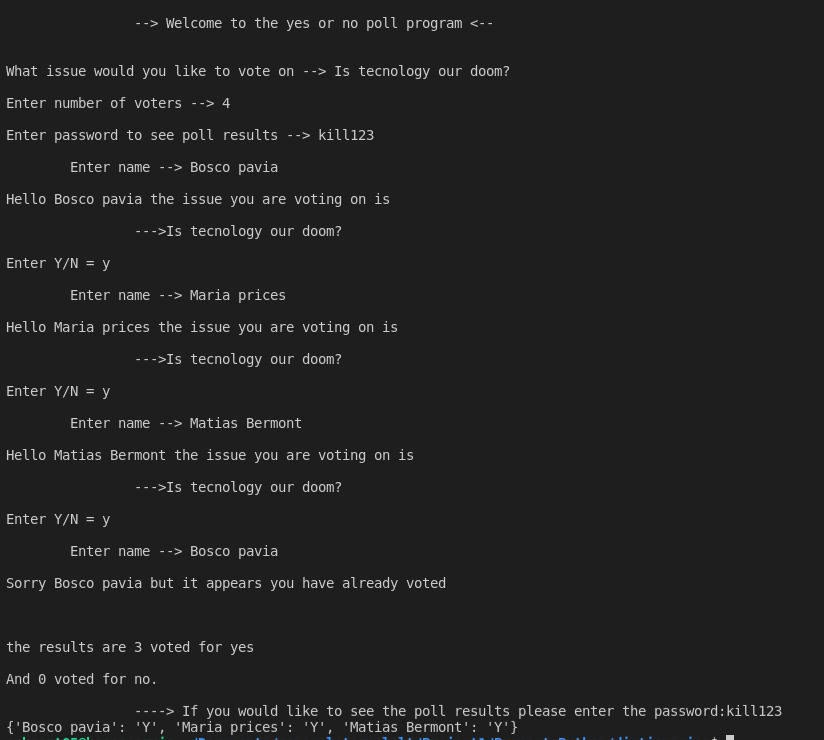 --> Welcome to the yes or no poll program <--
What issue would you like to vote on --> Is tecnology our doom?
Enter number of voters --> 4
Enter password to see poll results --> kill123
Enter name --> Bosco pavia
Hello Bosco pavia the issue you are voting on is
--->Is tecnology our doom?
Enter Y/N = y
Enter name --> Maria prices
Hello Maria prices the issue you are voting on is
--->Is tecnology our doom?
Enter Y/N = y
Enter name --> Matias Bermont
Hello Matias Bermont the issue you are voting on is
--->Is tecnology our doom?
Enter Y/N = y
Enter name --> Bosco pavia
Sorry Bosco pavia but it appears you have already voted
the results are 3 voted for yes
And 0 voted for no.
----> If you would like to see the poll results please enter the password:kill123
{'Bosco pavia': 'Y', 'Maria prices': 'Y', 'Matias Bermont': 'Y'}